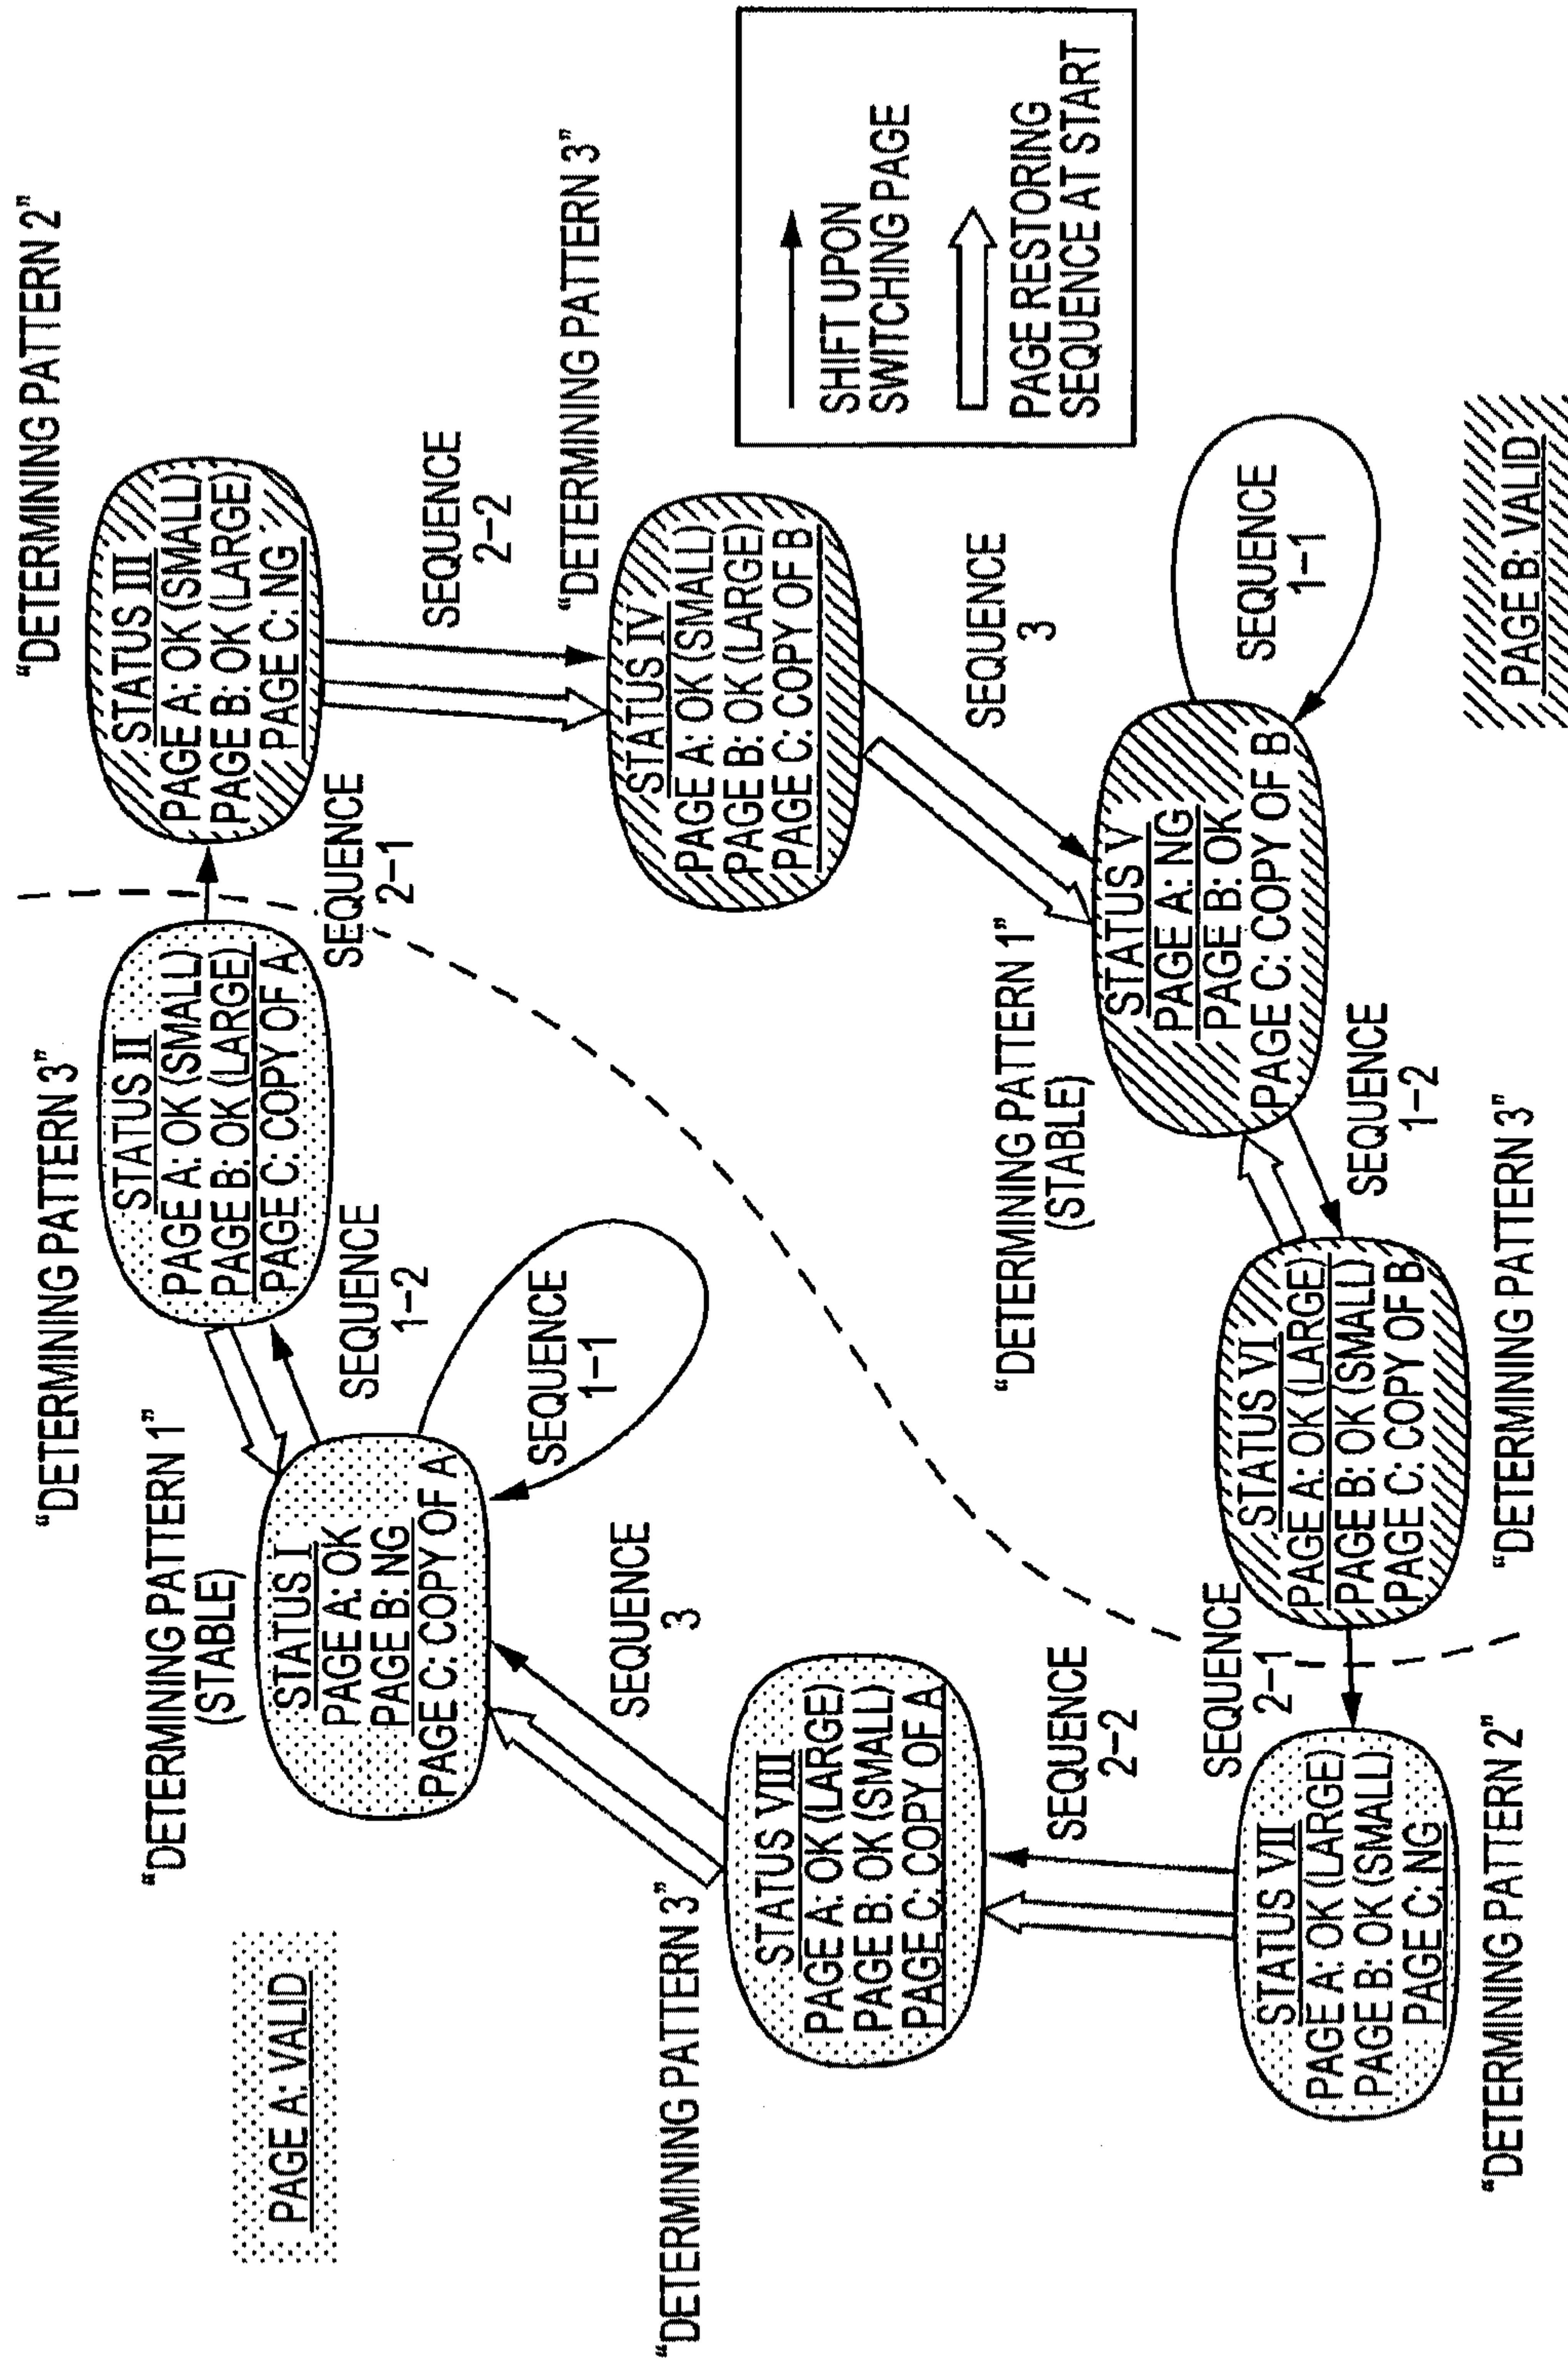 PAGE A: VALID
"DETERMINING PATTERN 1"
(STABLE)
STATUS I
PAGE A: OK
PAGE B: NG
PAGE C: COPY OF A
SEQUENCE
1-1
SEQUENCE
1-2
"DETERMINING PATTERN 3"
STATUS II
PAGE A: OK (SMALL)
PAGE B: OK (LARGE)
PAGE C: COPY OF A
SEQUENCE
2-1
"DETERMINING PATTERN 2"
STATUS III
PAGE A: OK (SMALL)
PAGE B: OK (LARGE)
PAGE C: NG
SEQUENCE
2-2
"DETERMINING PATTERN 3"
STATUS IV
PAGE A: OK (SMALL)
PAGE B: OK (LARGE)
PAGE C: COPY OF B
SEQUENCE
3
"DETERMINING PATTERN 1"
(STABLE)
STATUS V
PAGE A: NG
PAGE B: OK
PAGE C: COPY OF B
SEQUENCE
1-1
SEQUENCE
1-2
STATUS VI
PAGE A: OK (LARGE)
PAGE B: OK (SMALL)
PAGE C: COPY OF B
"DETERMINING PATTERN 3"
SEQUENCE
2-1
STATUS VII
PAGE A: OK (LARGE)
PAGE B: OK (SMALL)
PAGE C: NG
"DETERMINING PATTERN 2"
SEQUENCE
2-2
"DETERMINING PATTERN 3"
STATUS VIII
PAGE A: OK (LARGE)
PAGE B: OK (SMALL)
PAGE C: COPY OF A
SEQUENCE
3
SHIFT UPON
SWITCHING PAGE
PAGE RESTORING
SEQUENCE AT START
PAGE B: VALID